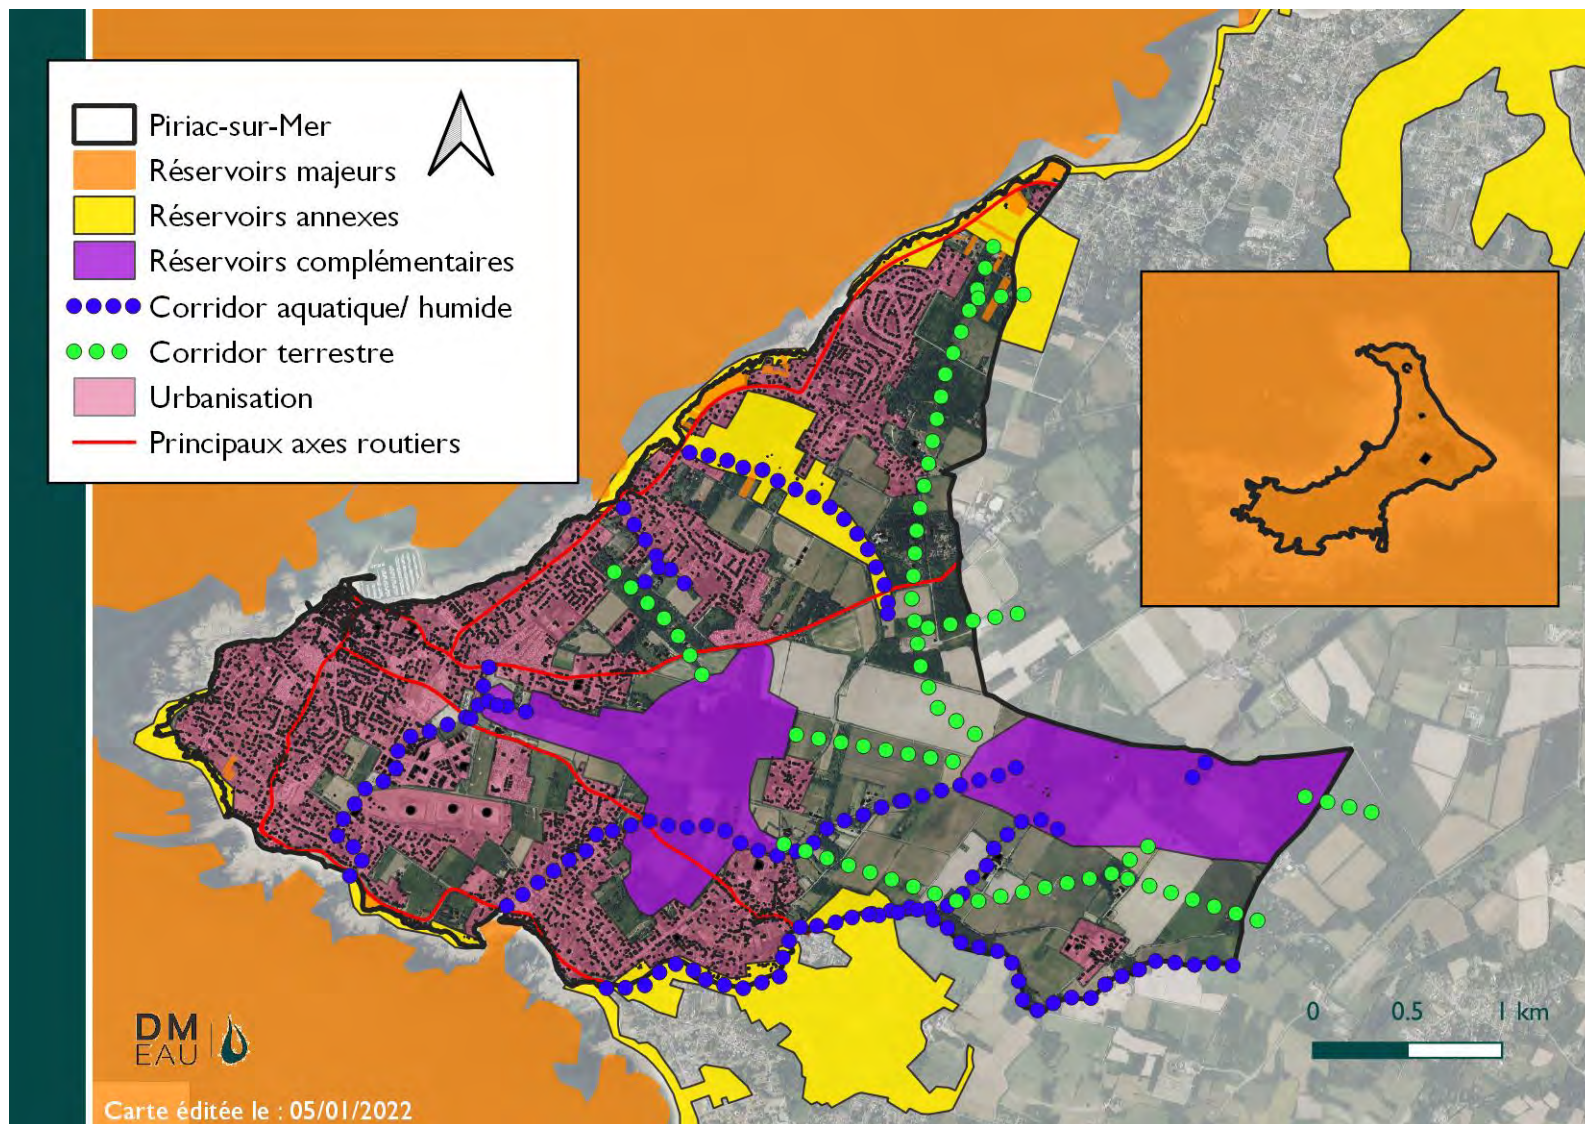 Piriac-sur-Mer
Réservoirs majeurs
Réservoirs annexes
Réservoirs complémentaires
Corridor aquatique/ humide
Corridor terrestre
Urbanisation
Principaux axes routiers
DM
EAU
0 0.5 1 km
Carte éditée le : 05/01/2022